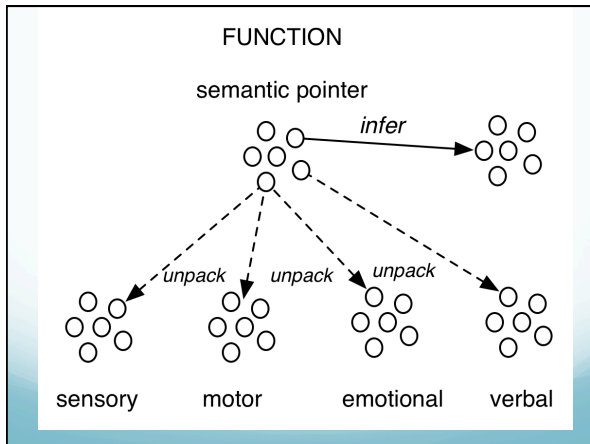 FUNCTION
semantic pointer
infer
unpack unpack unpack
sensory motor emotional verbal